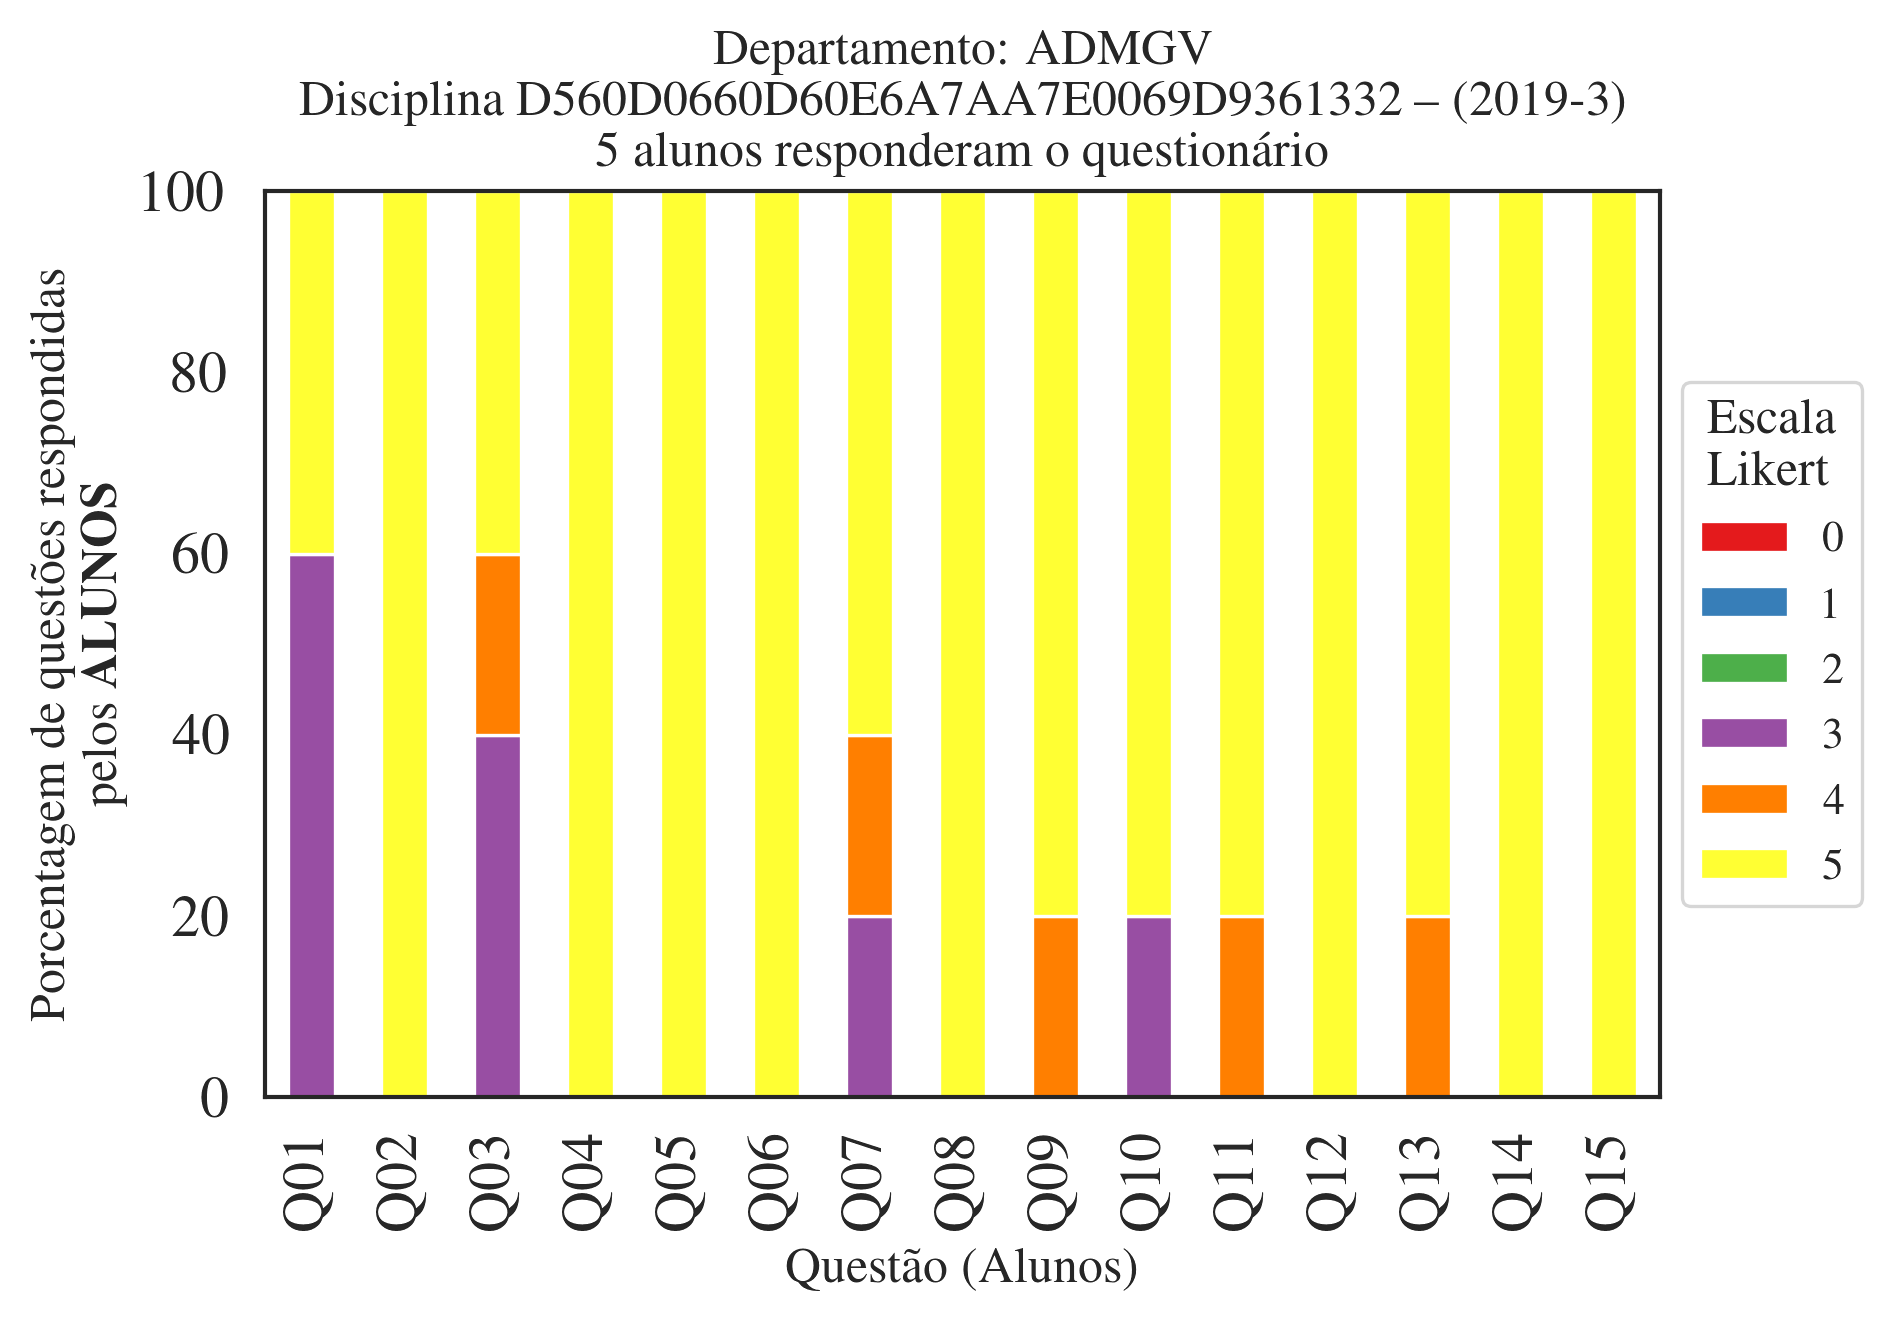 Departamento: ADMGV
Disciplina D560D0660D60E6A7AA7E0069D9361332 – (2019-3)
5 alunos responderam o questionário
Porcentagem de questões respondidas
pelos ALUNOS
100
80
60
40
20
0
Q01
Q02
Q03
Q04
Q05
Q06
Q07
Q08
Q09
Q10
Q11
Q12
Q13
Q14
Q15
Questão (Alunos)
Escala
Likert
0
1
2
3
4
5